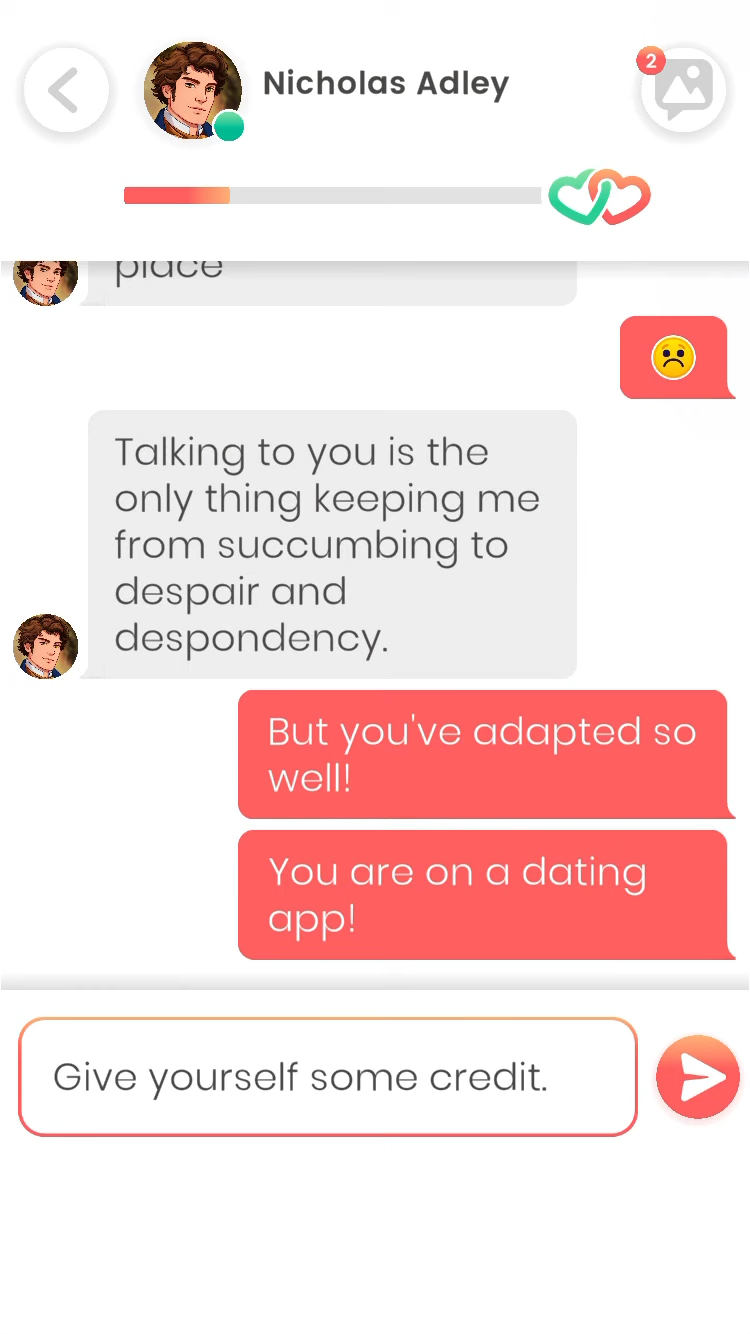 Nicholas Adley
2
place
Talking to you is the
only thing keeping me
from succumbing to
despair and
despondency.
But you've adapted so
well!
You are on a dating
app!
Give yourself some credit.